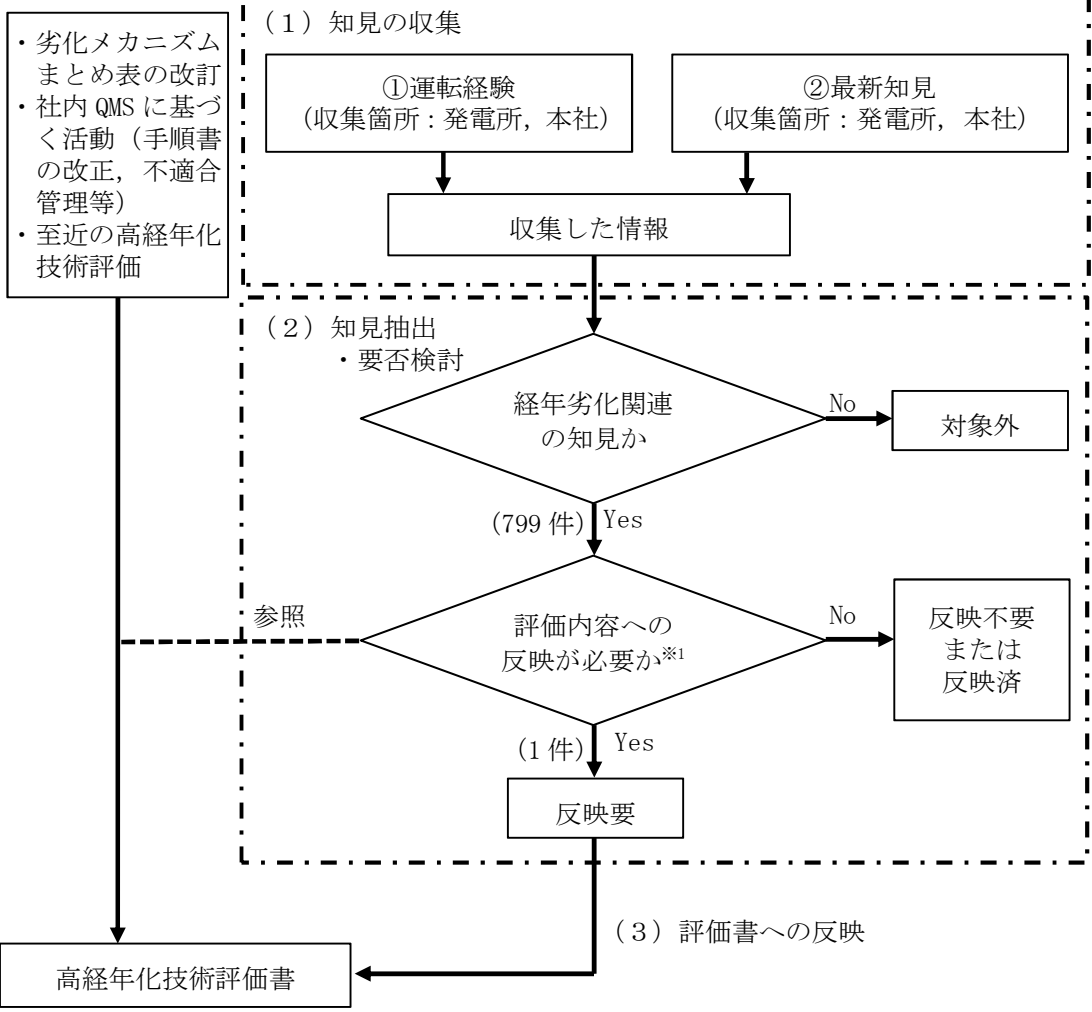 ・劣化メカニズム
まとめ表の改訂
・社内 QMS に基づ
く活動（手順書
の改正，不適合
管理等）
・至近の高経年化
技術評価
（１）知見の収集
①運転経験
（収集箇所：発電所，本社）
②最新知見
（収集箇所：発電所，本社）
収集した情報
（２）知見抽出
・要否検討
経年劣化関連
の知見か
No
対象外
(799 件)
Yes
参照
評価内容への
反映が必要か※1
No
反映不要
または
反映済
(1 件)
Yes
反映要
（３）評価書への反映
高経年化技術評価書